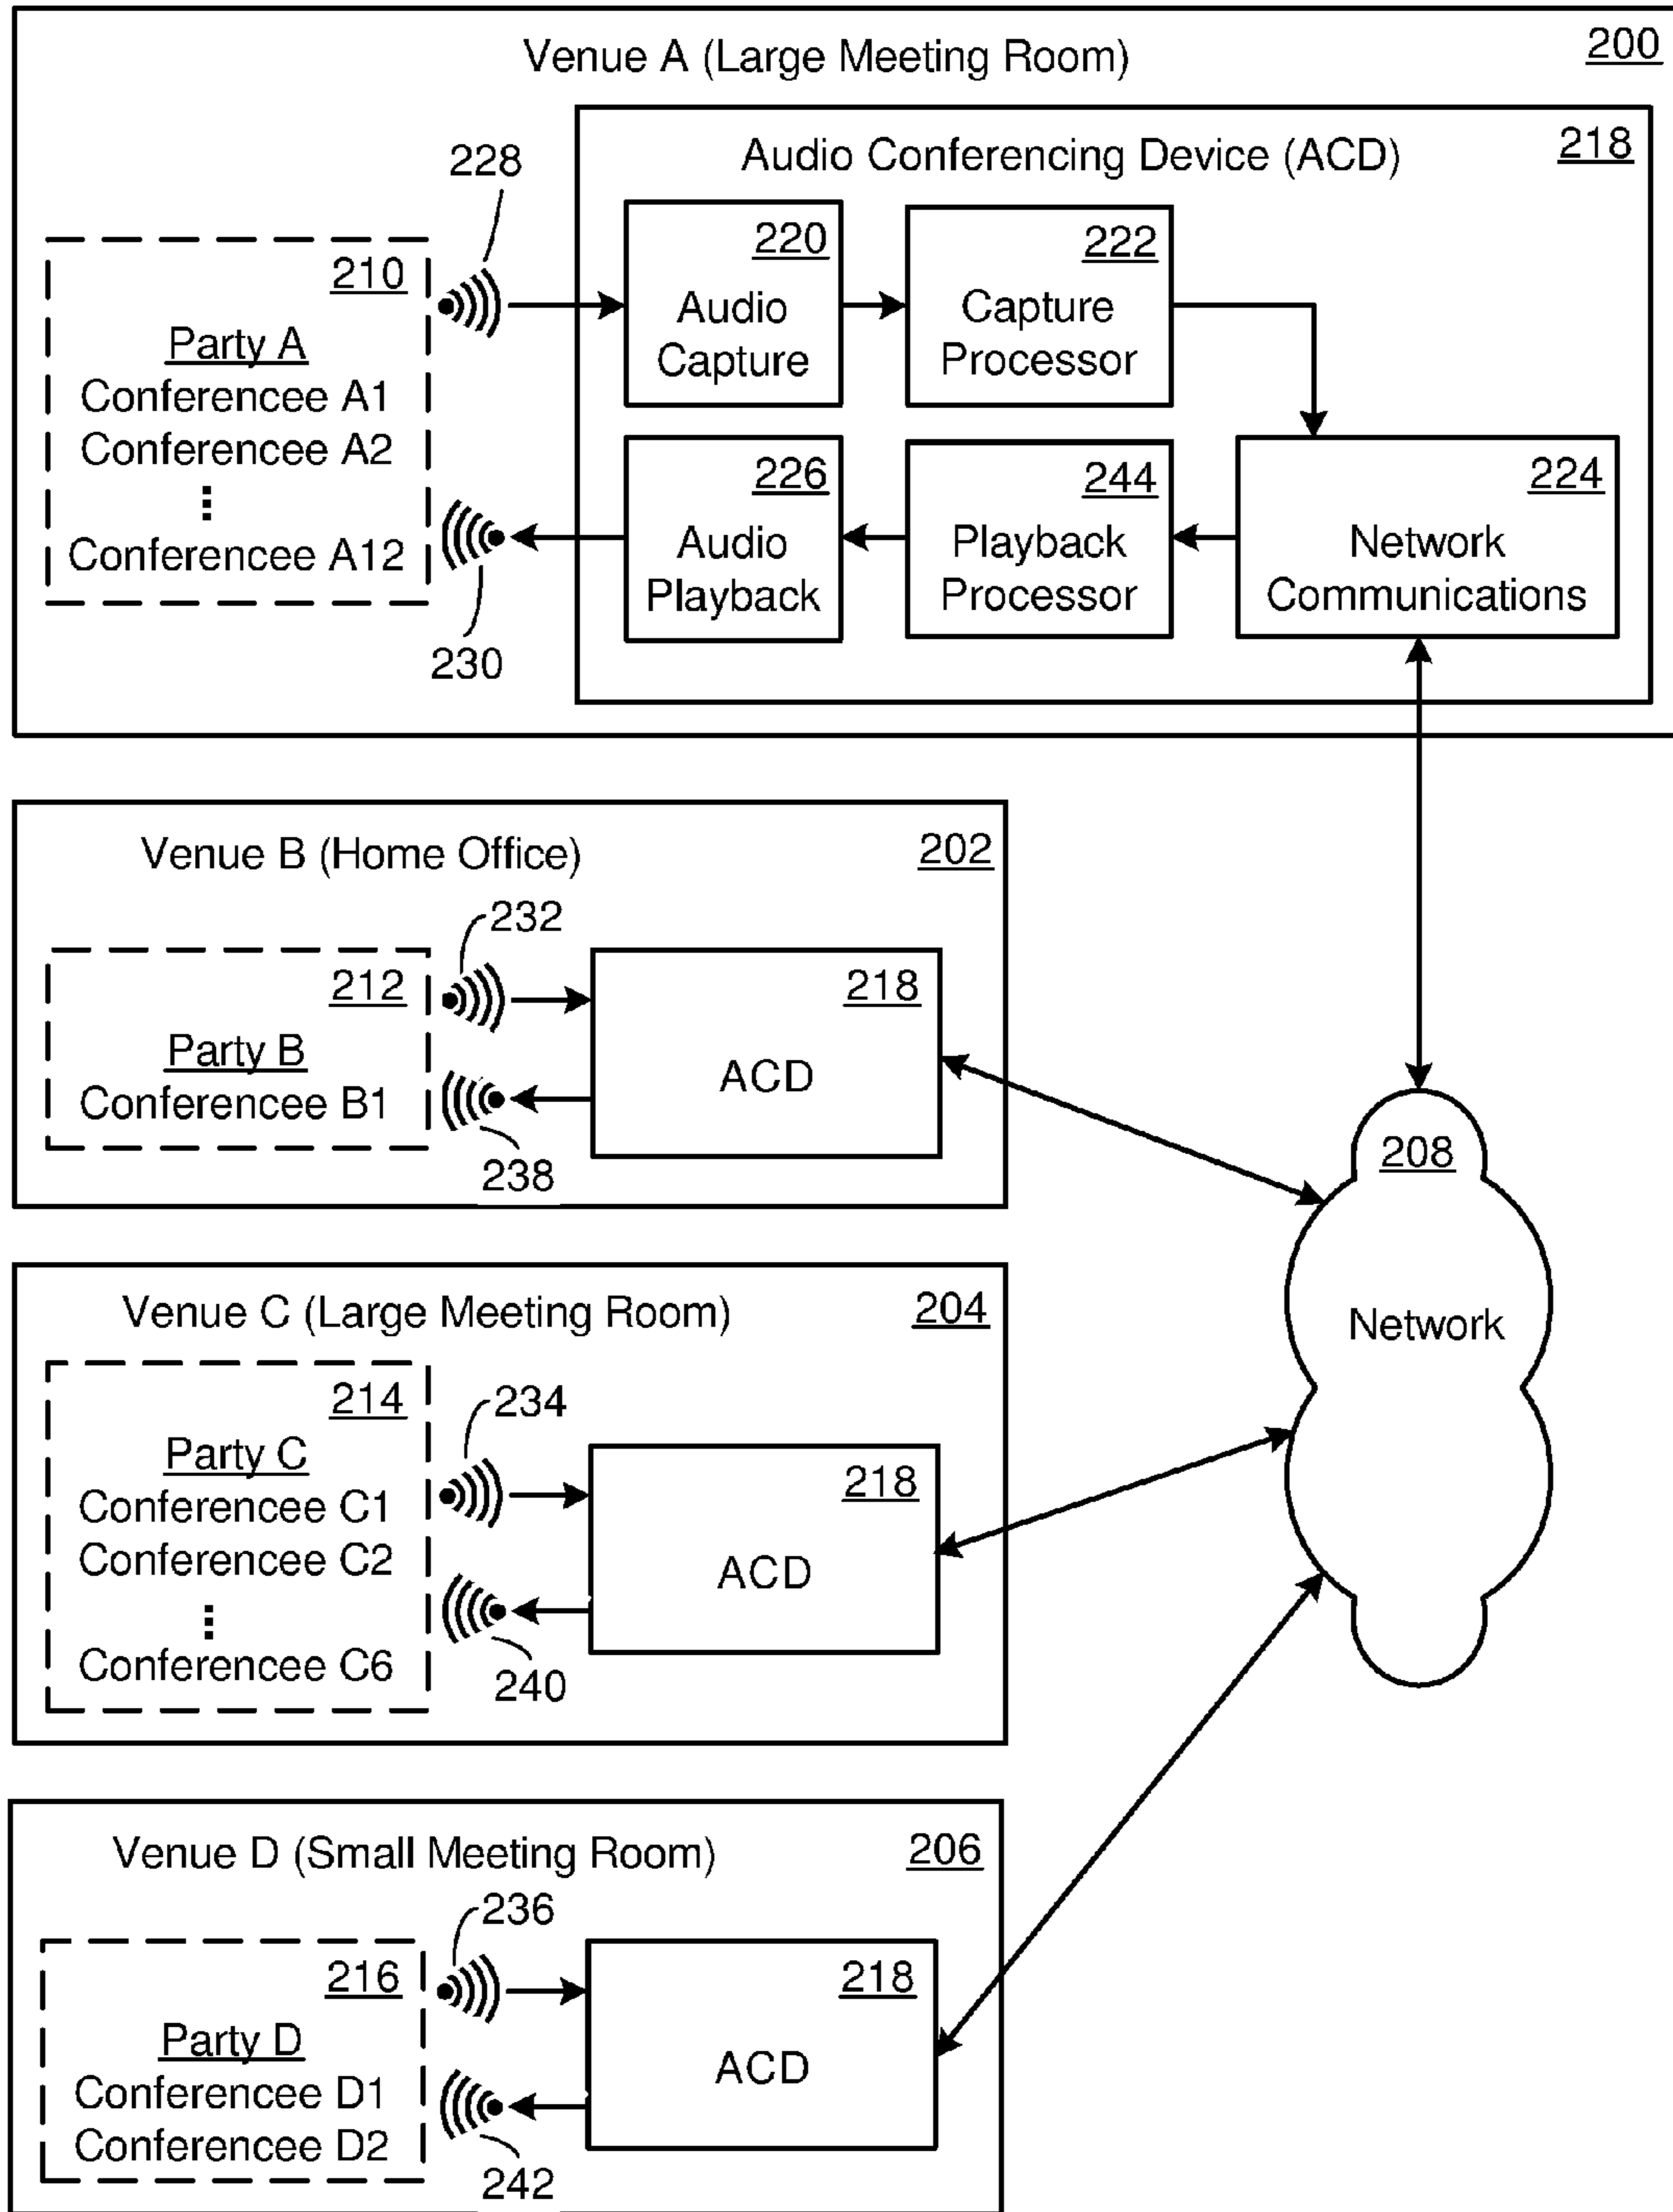 Venue A (Large Meeting Room)
200
Audio Conferencing Device (ACD)
218
228
210
Party A
Conferencee A1
Conferencee A2
⋮
Conferencee A12
230
220
Audio
Capture
222
Capture
Processor
226
Audio
Playback
244
Playback
Processor
224
Network
Communications
Venue B (Home Office)
202
232
212
Party B
Conferencee B1
238
218
ACD
208
Network
Venue C (Large Meeting Room)
204
214
Party C
Conferencee C1
Conferencee C2
⋮
Conferencee C6
234
240
218
ACD
Venue D (Small Meeting Room)
206
236
216
Party D
Conferencee D1
Conferencee D2
242
218
ACD